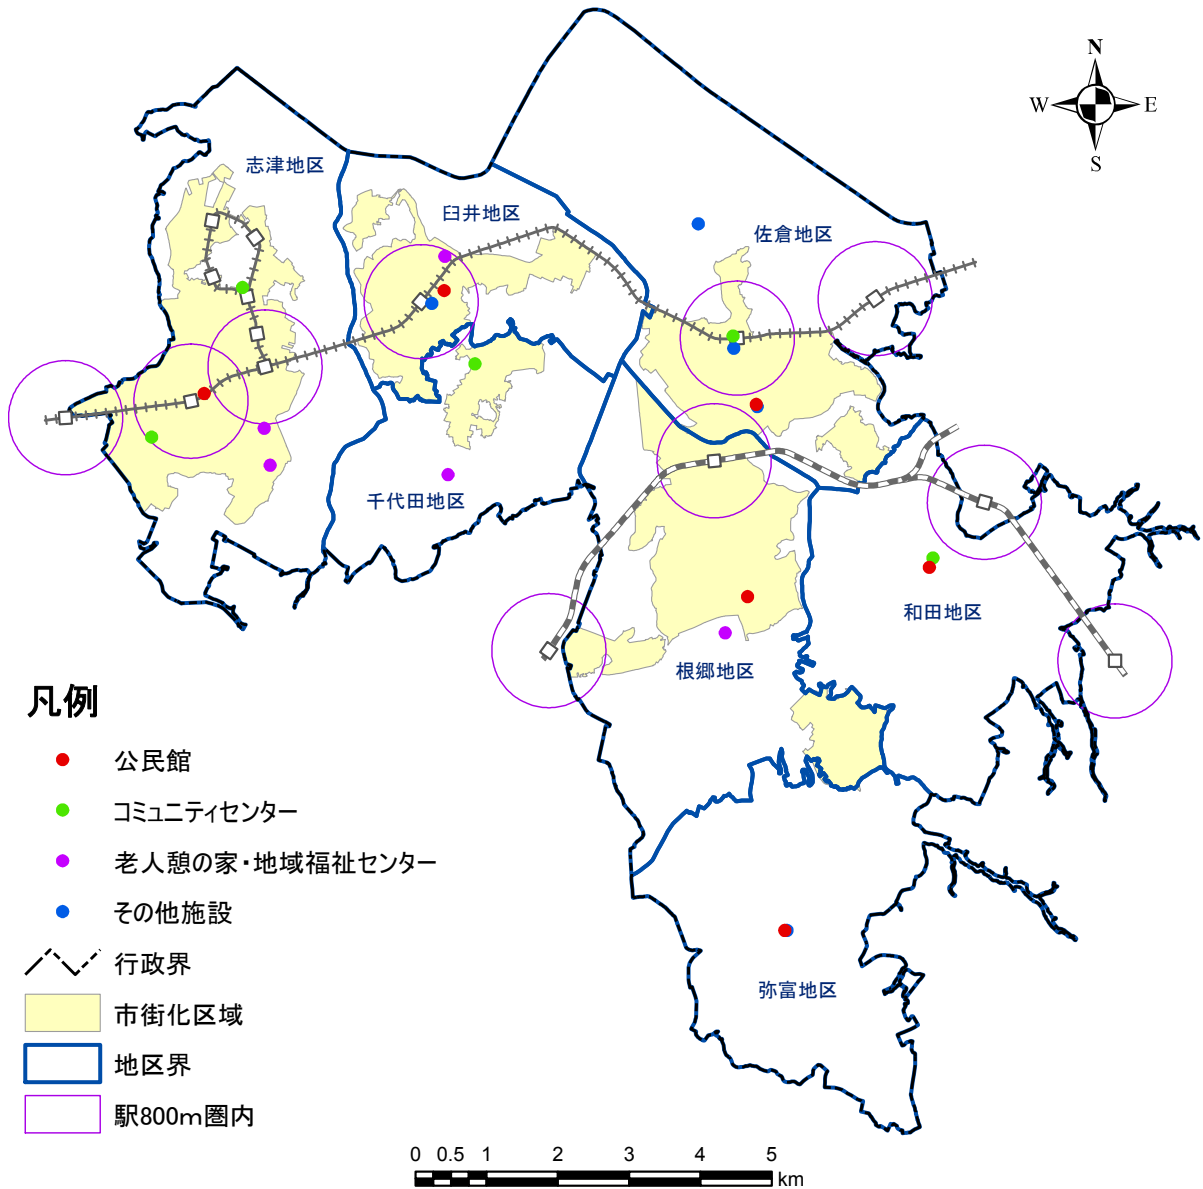 N
W E
S
志津地区
臼井地区
佐倉地区
千代田地区
和田地区
根郷地区
弥富地区
凡例
公民館
コミュニティセンター
老人憩の家・地域福祉センター
その他施設
行政界
市街化区域
地区界
駅800m圏内
0 0.5 1 2 3 4 5
km